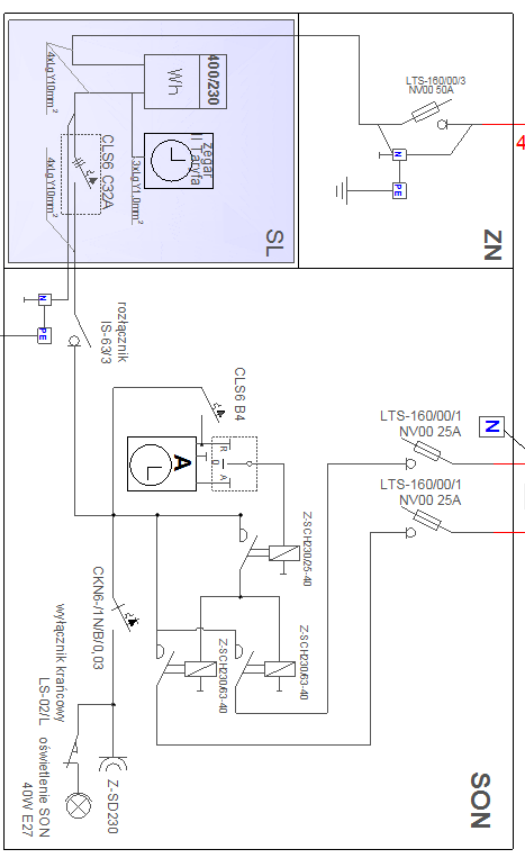 400/230
Wh
4xLgY10mm²
zegar
II Taryfa
3xLgY1,0mm²
CLS6 C32A
4xLgY10mm²
SL
LTS-160/00/3
NV00 50A
4
N
PE
ZN
N
PE
rozłącznik
IS-63/3
CLS6 B4
A
R
0
A
LTS-160/00/1
NV00 25A
N
LTS-160/00/1
NV00 25A
Z-SCH230/25-40
Z-SCH230/63-40
Z-SCH230/63-40
CKN6-/1N/B/0,03
wyłącznik krańcowy
LS-02/L
oświetlenie SON
40W E27
Z-SD230
SON